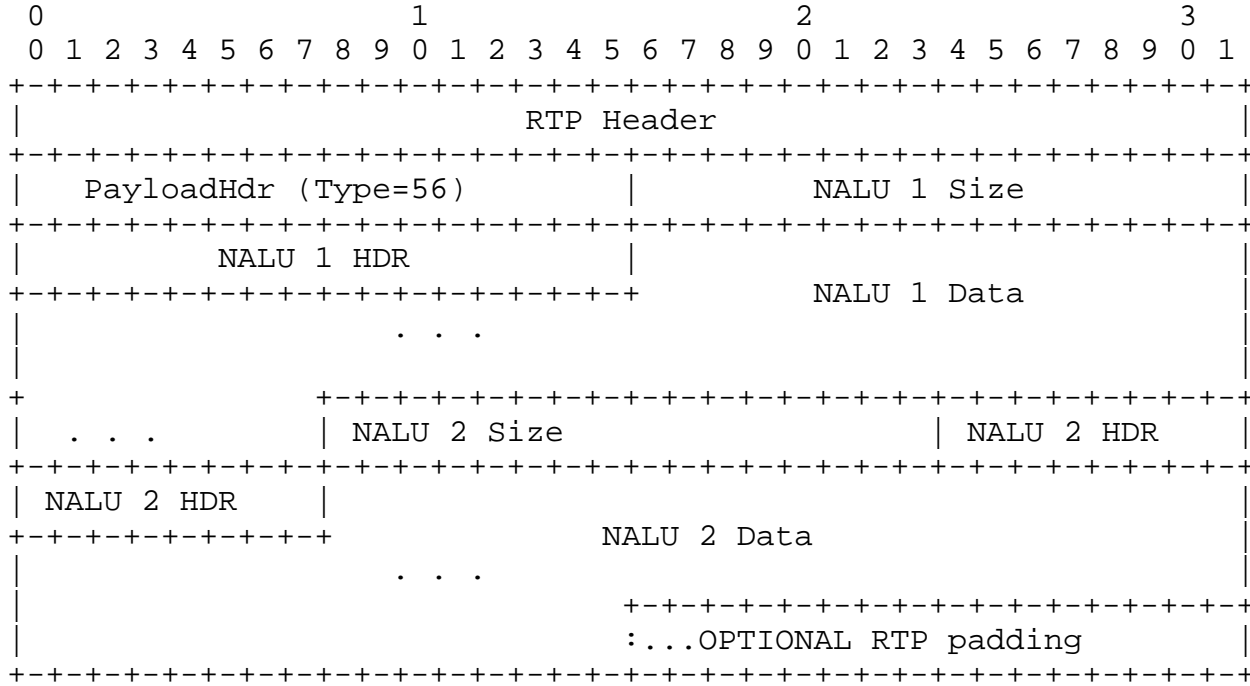 0                   1                   2                   3
 0 1 2 3 4 5 6 7 8 9 0 1 2 3 4 5 6 7 8 9 0 1 2 3 4 5 6 7 8 9 0 1
+-+-+-+-+-+-+-+-+-+-+-+-+-+-+-+-+-+-+-+-+-+-+-+-+-+-+-+-+-+-+-+-+
|                          RTP Header                           |
+-+-+-+-+-+-+-+-+-+-+-+-+-+-+-+-+-+-+-+-+-+-+-+-+-+-+-+-+-+-+-+-+
|   PayloadHdr (Type=56)        |         NALU 1 Size           |
+-+-+-+-+-+-+-+-+-+-+-+-+-+-+-+-+-+-+-+-+-+-+-+-+-+-+-+-+-+-+-+-+
|          NALU 1 HDR           |                               |
+-+-+-+-+-+-+-+-+-+-+-+-+-+-+-+-+         NALU 1 Data           |
|                   . . .                                       |
|                                                               |
+               +-+-+-+-+-+-+-+-+-+-+-+-+-+-+-+-+-+-+-+-+-+-+-+-+
|  . . .        | NALU 2 Size                   | NALU 2 HDR    |
+-+-+-+-+-+-+-+-+-+-+-+-+-+-+-+-+-+-+-+-+-+-+-+-+-+-+-+-+-+-+-+-+
| NALU 2 HDR    |                                               |
+-+-+-+-+-+-+-+-+              NALU 2 Data                      |
|                   . . .                                       |
|                               +-+-+-+-+-+-+-+-+-+-+-+-+-+-+-+-+
|                               :...OPTIONAL RTP padding        |
+-+-+-+-+-+-+-+-+-+-+-+-+-+-+-+-+-+-+-+-+-+-+-+-+-+-+-+-+-+-+-+-+